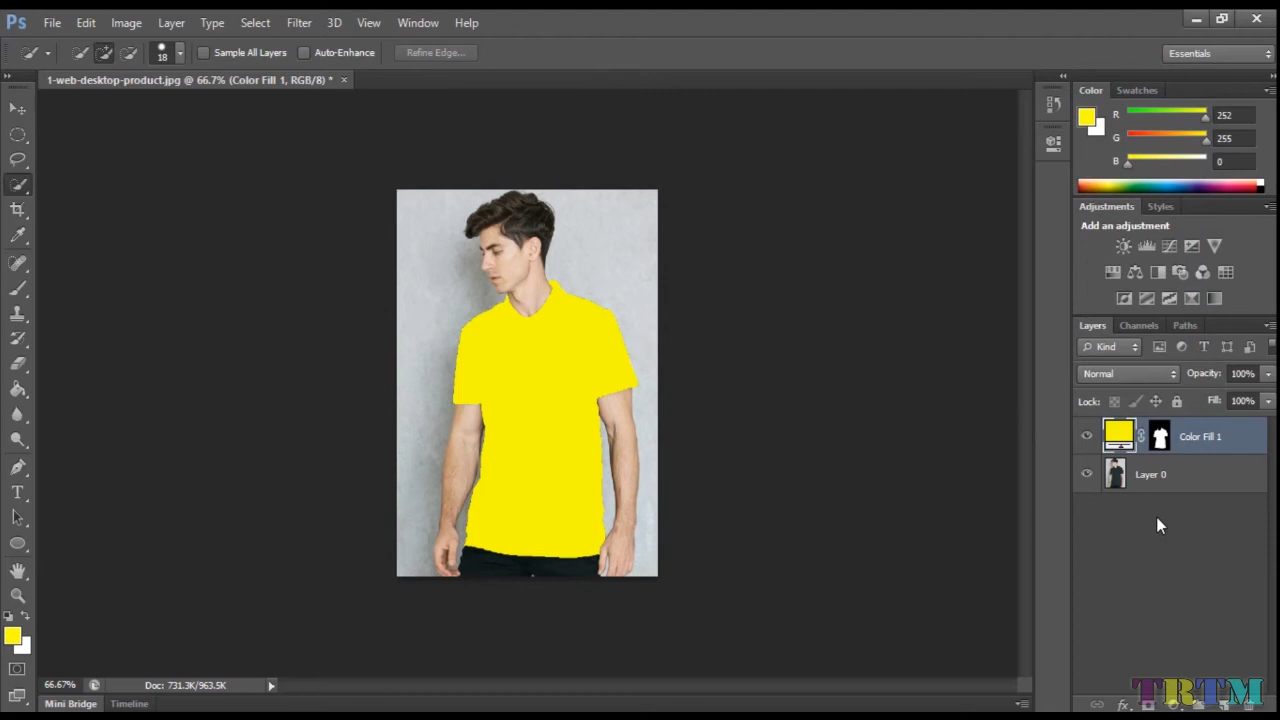 Ps File Edit Image Layer Type Select Filter 3D View Window Help
18 Sample All Layers Auto-Enhance Refine Edge... Essentials
1-web-desktop-product.jpg @ 66.7% (Color Fill 1, RGB/8) * ×
Color Swatches
R 252
G 255
B 0
Adjustments Styles
Add an adjustment
Layers Channels Paths
Kind
Normal Opacity: 100%
Lock: Fill: 100%
Color Fill 1
Layer 0
66.67% Doc: 731.3K/963.5K
Mini Bridge Timeline
TRTM